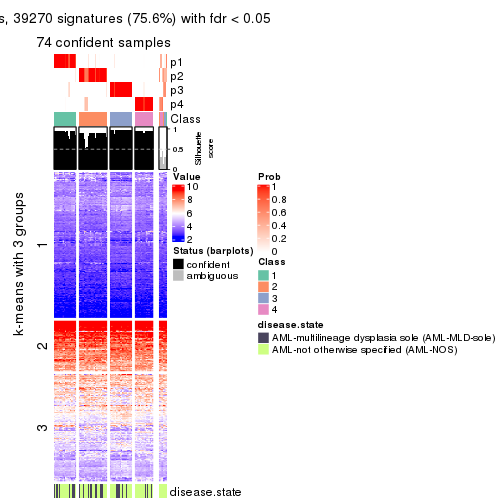 s, 39270 signatures (75.6%) with fdr < 0.05
74 confident samples
p1
p2
p3
p4
Class
1
0.5
0
Silhouette
score
k-means with 3 groups
1
2
3
disease.state
Value
10
8
6
4
2
Status (barplots)
confident
ambiguous
Prob
1
0.8
0.6
0.4
0.2
0
Class
1
2
3
4
disease.state
AML-multilineage dysplasia sole (AML-MLD-sole)
AML-not otherwise specified (AML-NOS)